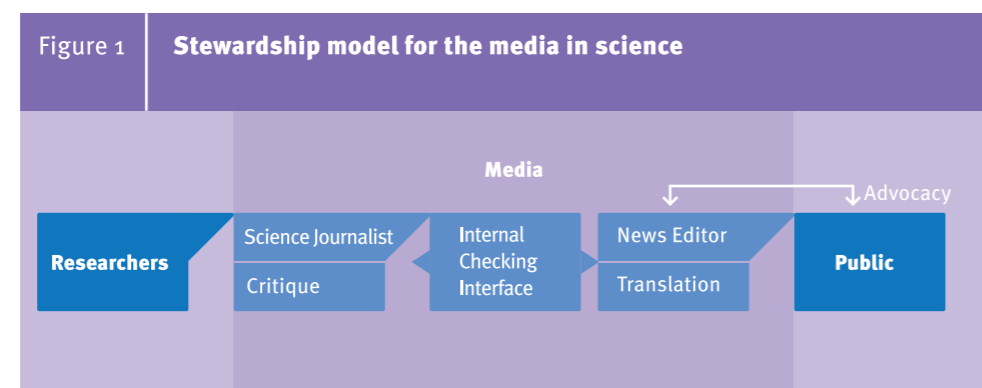 Figure 1
Stewardship model for the media in science
Media
Advocacy
Researchers
Science Journalist
Critique
Internal
Checking
Interface
News Editor
Translation
Public